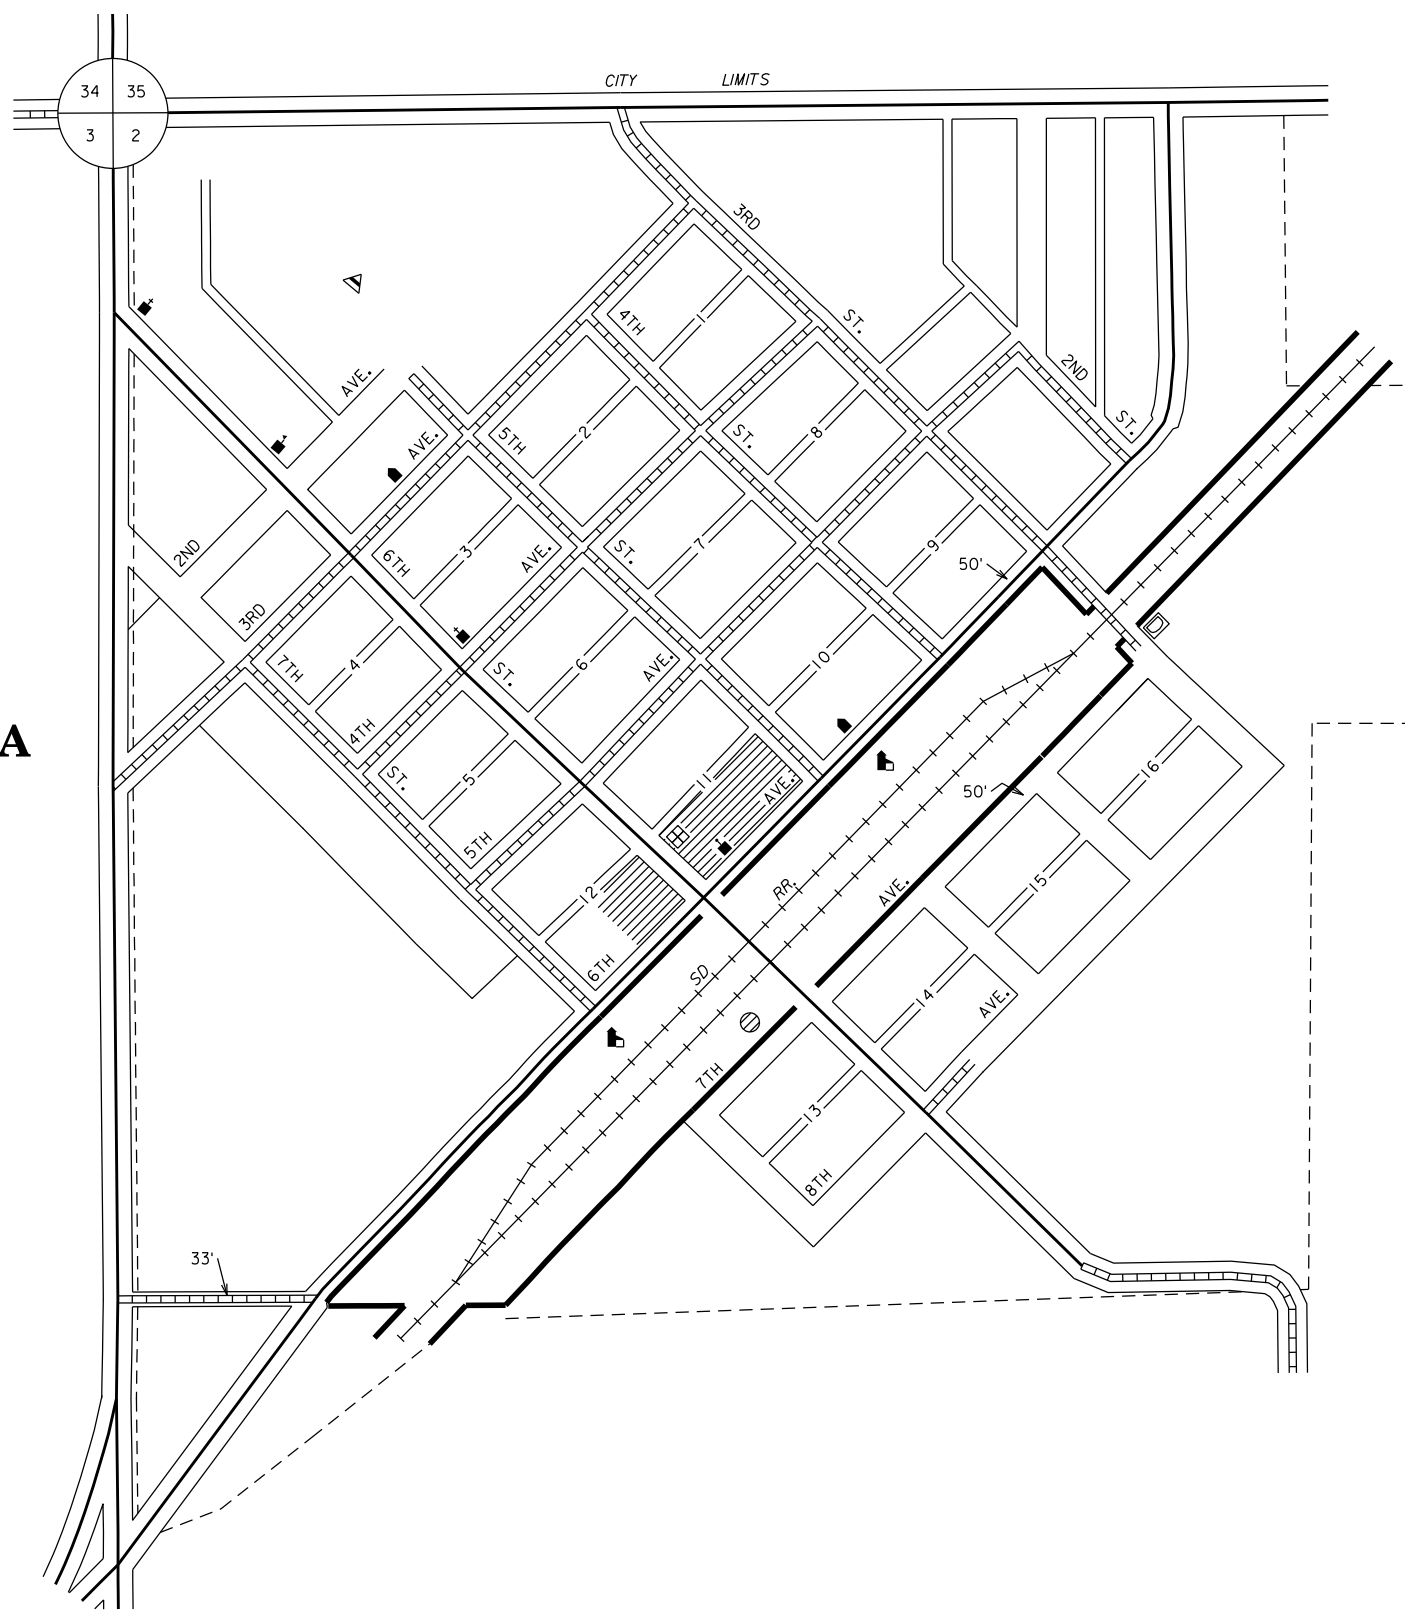 CITY LIMITS
34 35
3 2
3RD
ST.
4TH
1
AVE.
2ND
ST.
AVE.
5TH
2
ST.
8
6TH
3
AVE.
ST.
7
9
50'
2ND
3RD
7TH
4
4TH
ST.
6
AVE.
10
A
ST.
5
5TH
11
AVE.
16
50'
12
6TH
RR.
SD
AVE.
15
14
AVE.
7TH
13
8TH
33'